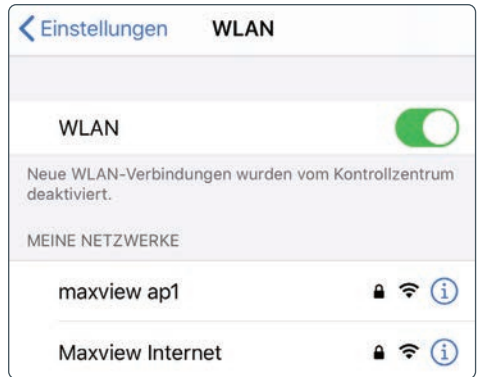 Einstellungen WLAN
WLAN
Neue WLAN-Verbindungen wurden vom Kontrollzentrum
deaktiviert.
MEINE NETZWERKE
maxview ap1
Maxview Internet